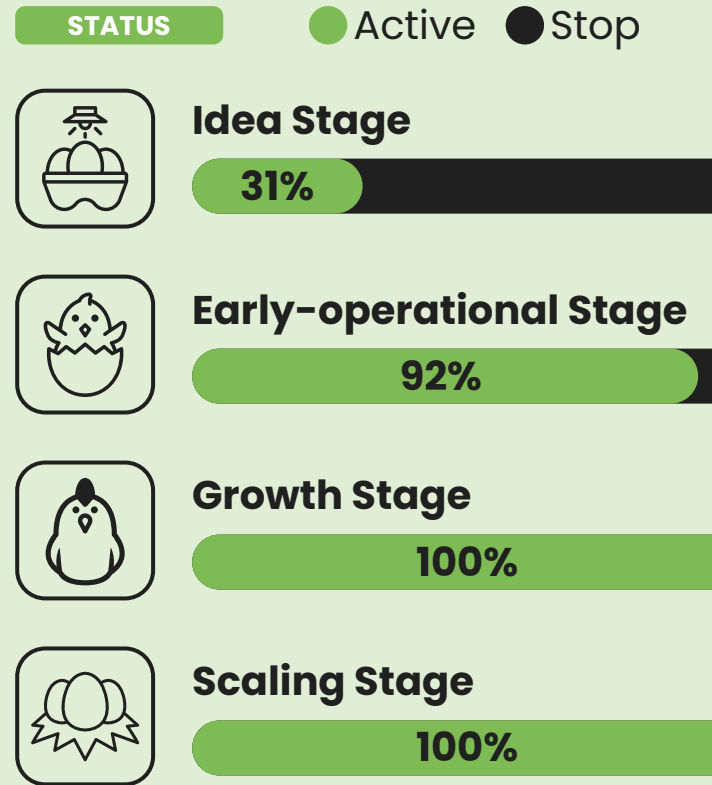 STATUS
Active
Stop
Idea Stage
31%
Early-operational Stage
92%
Growth Stage
100%
Scaling Stage
100%